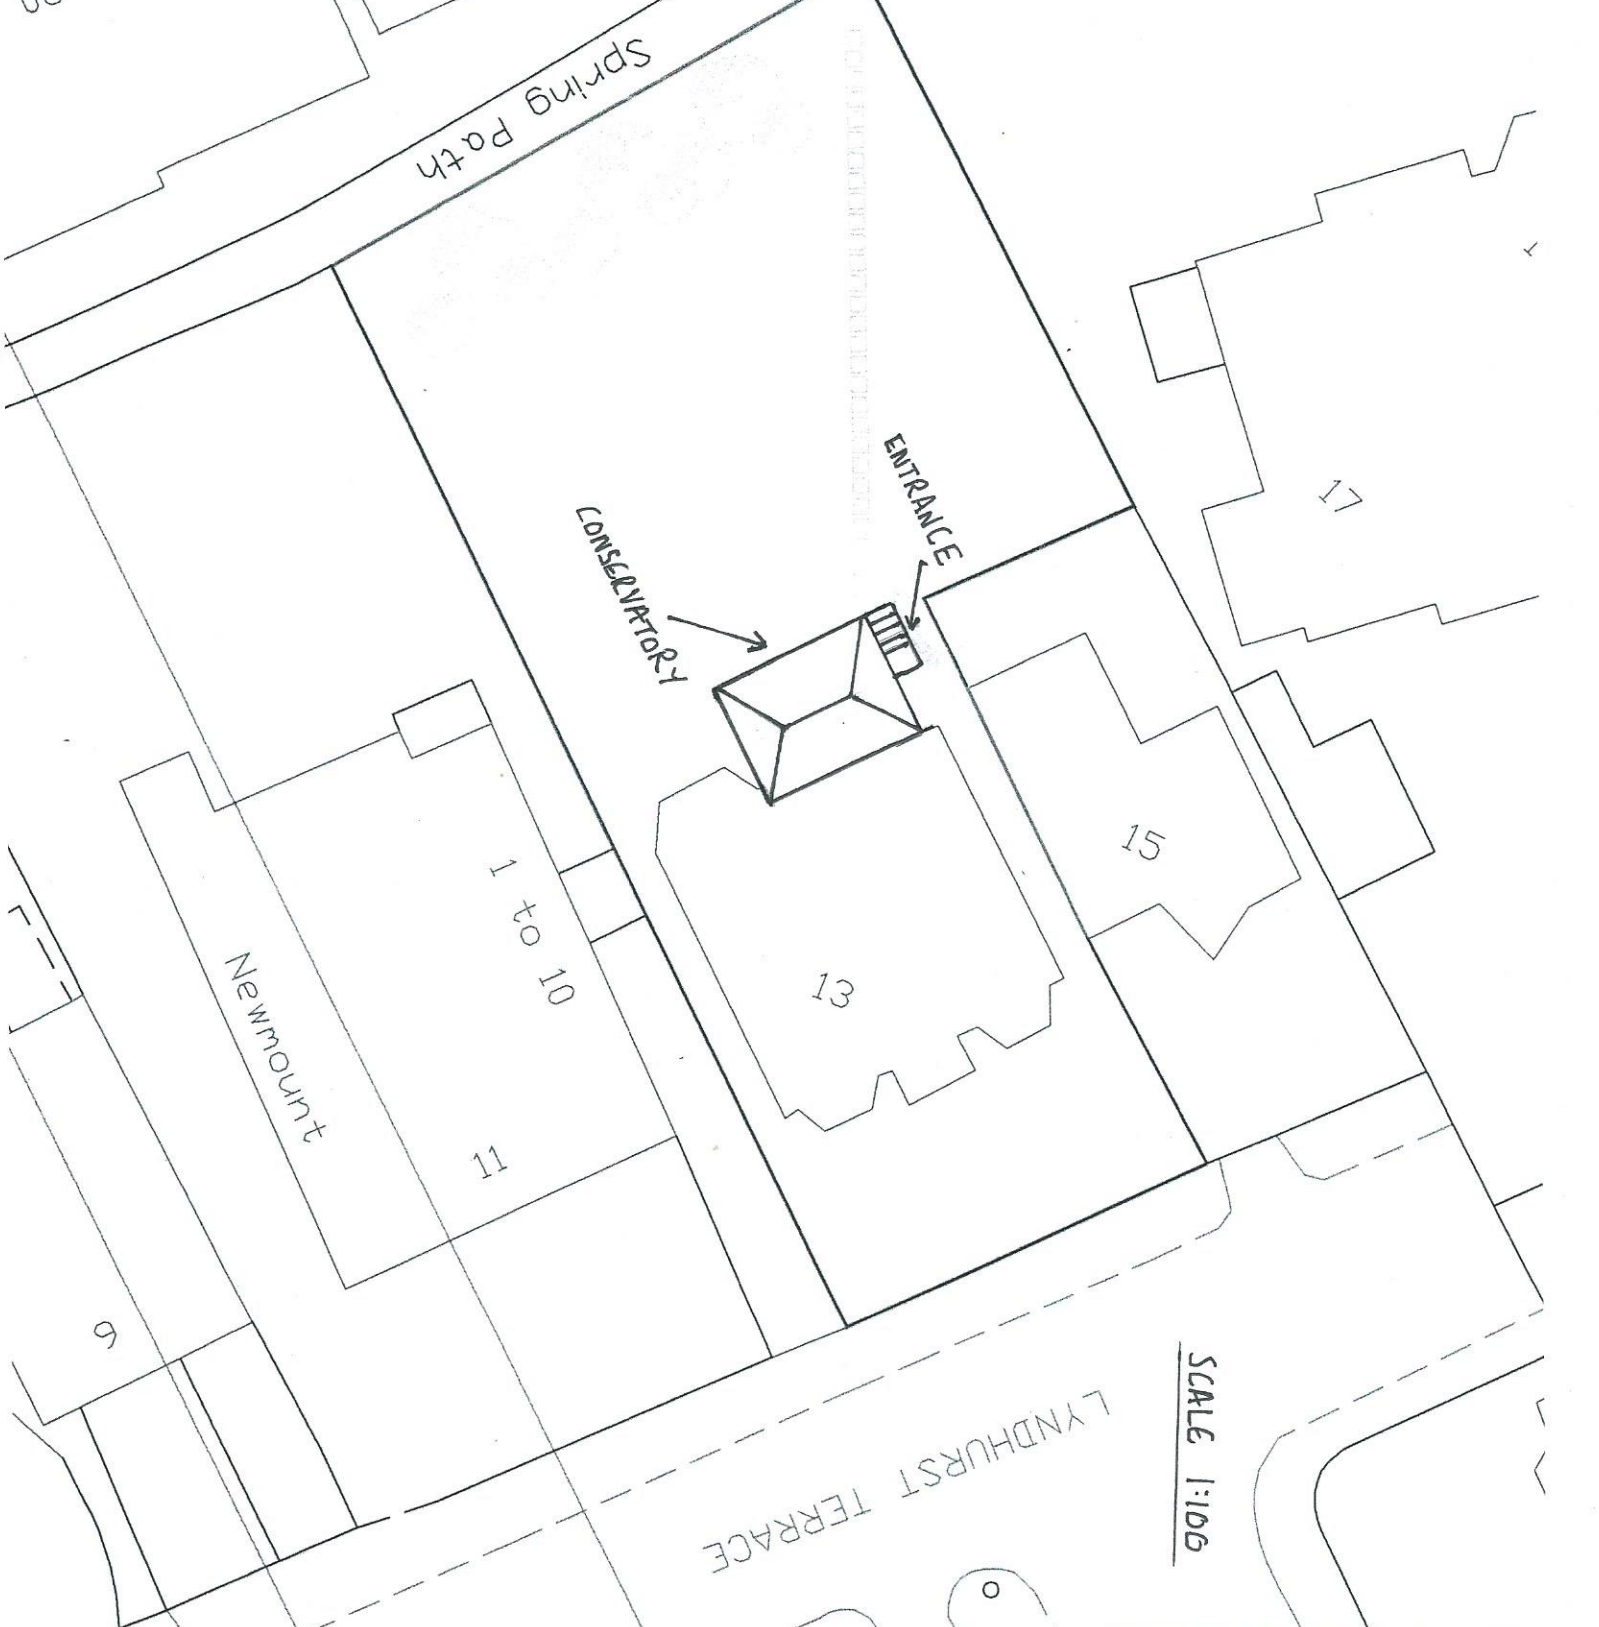 Spring Path
ENTRANCE
CONSERVATORY
17
15
13
1 to 10
Newmount
11
9
LYNDHURST TERRACE
SCALE 1:100